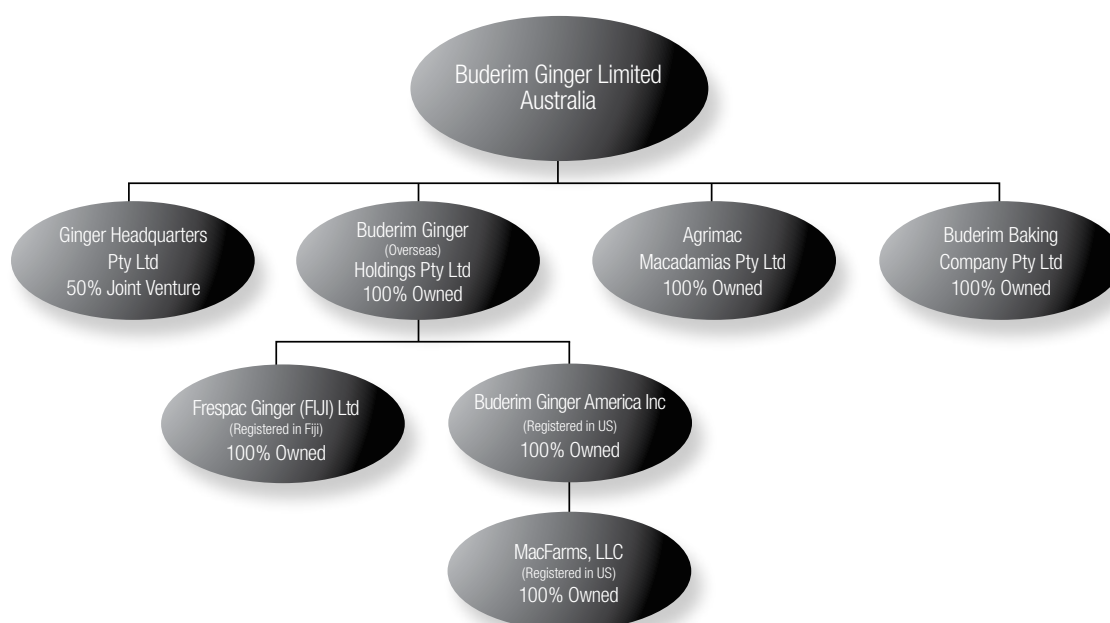 Buderim Ginger Limited
Australia
Ginger Headquarters
Pty Ltd
50% Joint Venture
Buderim Ginger
(Overseas)
Holdings Pty Ltd
100% Owned
Agrimac
Macadamias Pty Ltd
100% Owned
Buderim Baking
Company Pty Ltd
100% Owned
Frespac Ginger (FIJI) Ltd
(Registered in Fiji)
100% Owned
Buderim Ginger America Inc
(Registered in US)
100% Owned
MacFarms, LLC
(Registered in US)
100% Owned